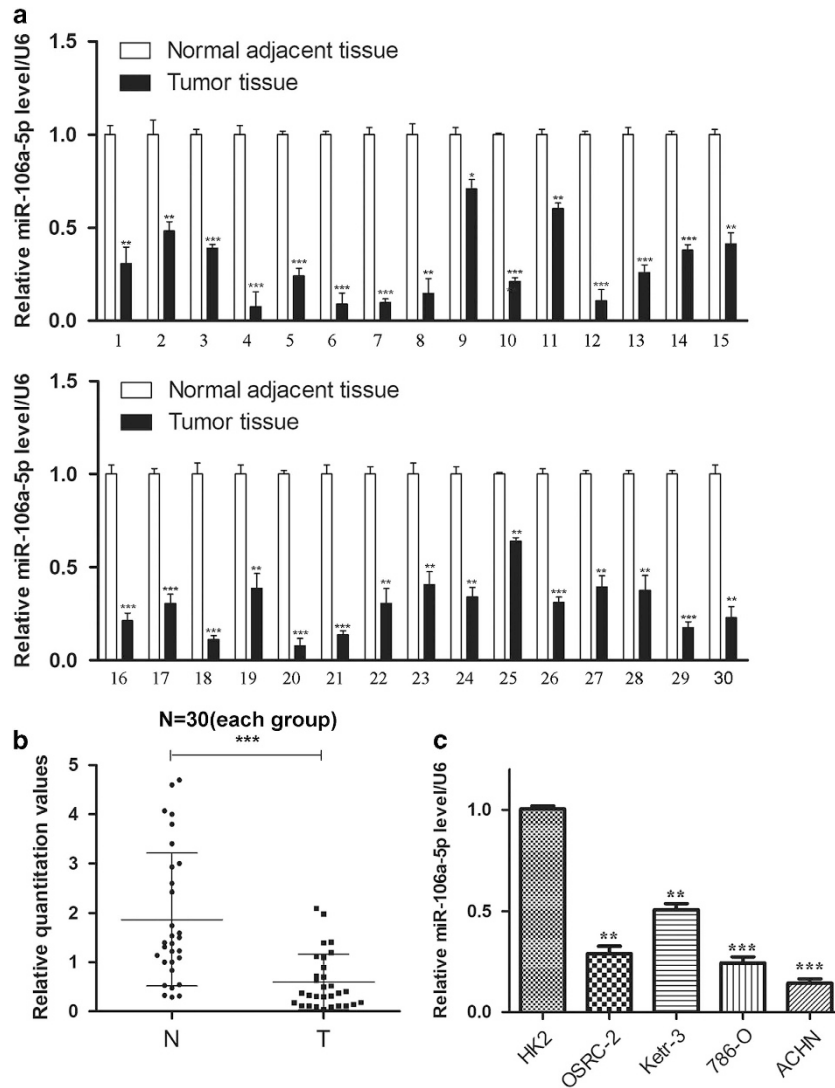 a
Relative miR-106a-5p level/U6
1.5
1.0
0.5
0.0
Normal adjacent tissue
Tumor tissue
** ** *** *** *** *** *** ** * *** ** *** *** *** **
1 2 3 4 5 6 7 8 9 10 11 12 13 14 15
Relative miR-106a-5p level/U6
1.5
1.0
0.5
0.0
Normal adjacent tissue
Tumor tissue
*** *** *** ** *** *** ** ** ** ** *** ** ** *** **
16 17 18 19 20 21 22 23 24 25 26 27 28 29 30
b
N=30(each group)
***
Relative quantitation values
5
4
3
2
1
0
N T
c
Relative miR-106a-5p level/U6
1.0
0.5
0.0
** ** *** ***
HK2 OSRC-2 Ketr-3 786-O ACHN